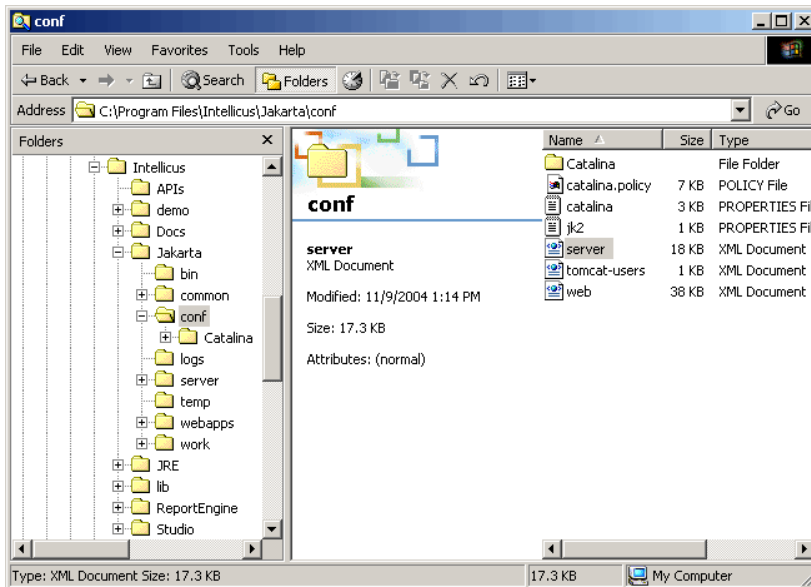 conf
File Edit View Favorites Tools Help
Back Search Folders
Address C:\Program Files\Intellicus\Jakarta\conf Go
Folders
Intellicus
APIs
demo
Docs
Jakarta
bin
common
conf
Catalina
logs
server
temp
webapps
work
JRE
lib
ReportEngine
Studio
conf
server
XML Document
Modified: 11/9/2004 1:14 PM
Size: 17.3 KB
Attributes: (normal)
Name Size Type
Catalina File Folder
catalina.policy 7 KB POLICY File
catalina 3 KB PROPERTIES Fi
jk2 1 KB PROPERTIES Fi
server 18 KB XML Document
tomcat-users 1 KB XML Document
web 38 KB XML Document
Type: XML Document Size: 17.3 KB 17.3 KB My Computer